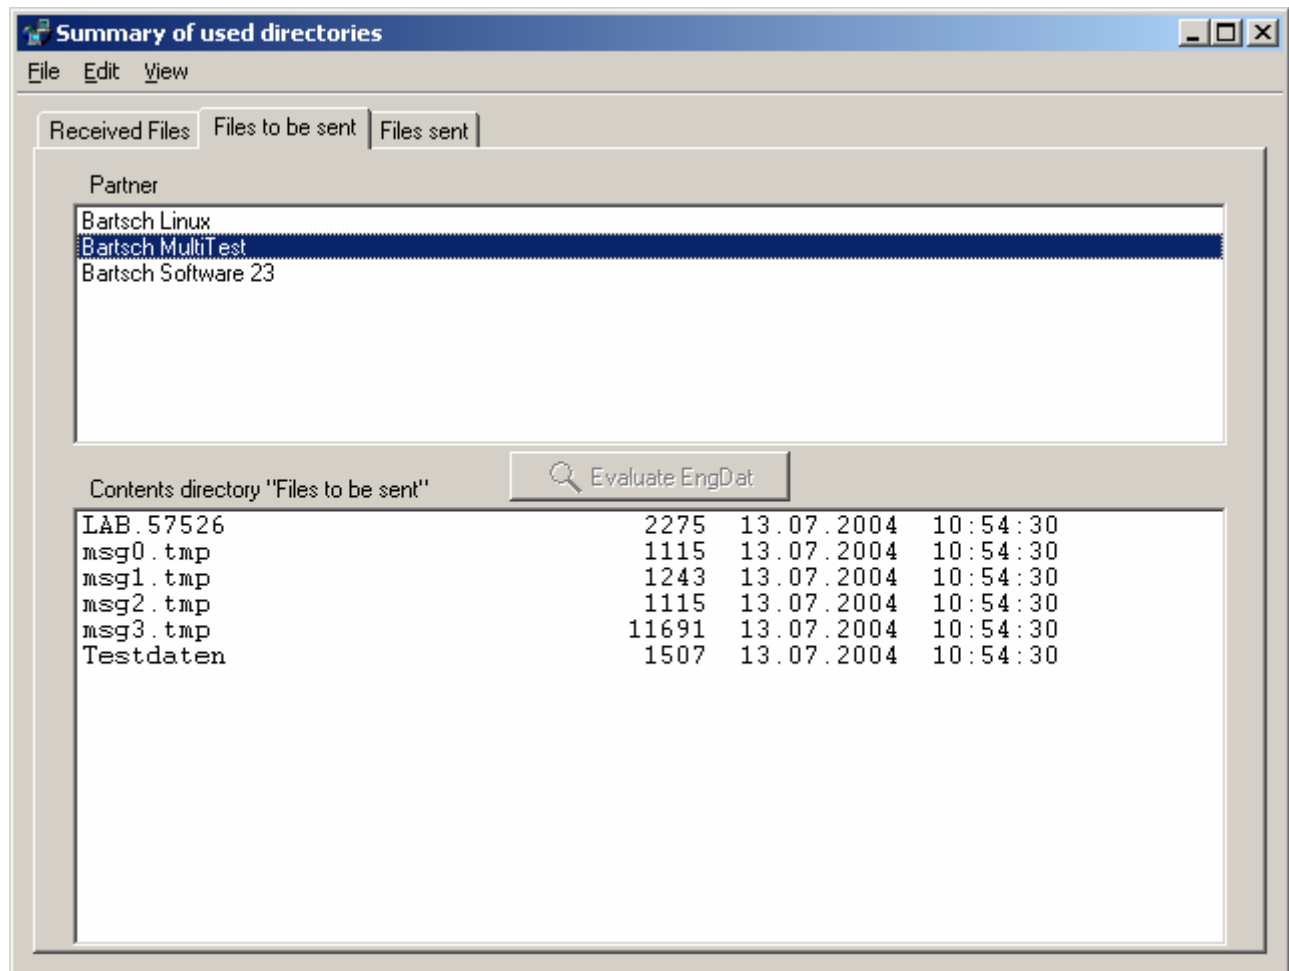 Summary of used directories
File Edit View
Received Files Files to be sent Files sent
Partner
Bartsch Linux
Bartsch MultiTest
Bartsch Software 23
Evaluate EngDat
Contents directory "Files to be sent"
LAB.57526 2275 13.07.2004 10:54:30
msg0.tmp 1115 13.07.2004 10:54:30
msg1.tmp 1243 13.07.2004 10:54:30
msg2.tmp 1115 13.07.2004 10:54:30
msg3.tmp 11691 13.07.2004 10:54:30
Testdaten 1507 13.07.2004 10:54:30